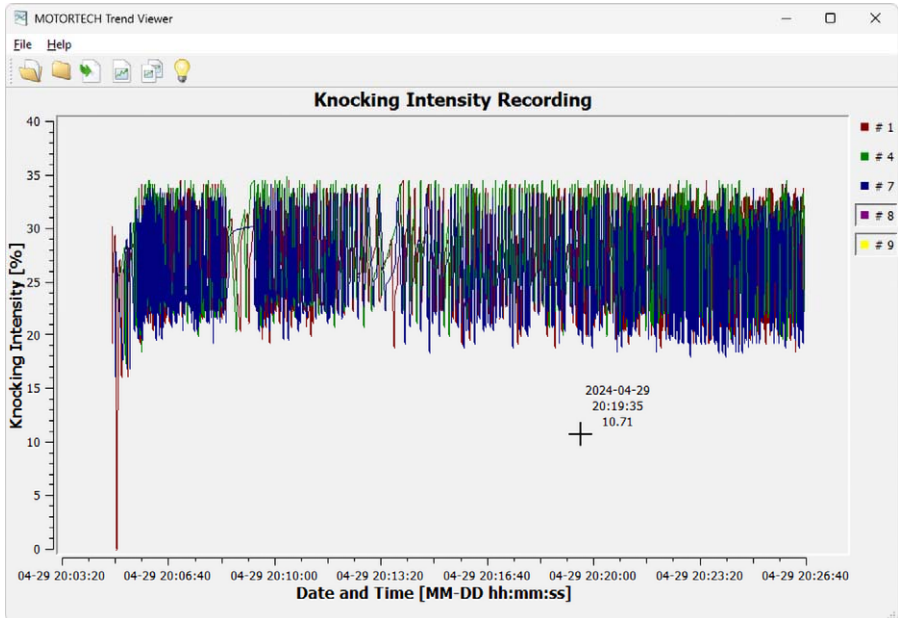 MOTORTECH Trend Viewer
File Help
Knocking Intensity Recording
Knocking Intensity [%]
40
35
30
25
20
15
10
5
0
# 1
# 4
# 7
# 8
# 9
2024-04-29
20:19:35
10.71
04-29 20:03:20 04-29 20:06:40 04-29 20:10:00 04-29 20:13:20 04-29 20:16:40 04-29 20:20:00 04-29 20:23:20 04-29 20:26:40
Date and Time [MM-DD hh:mm:ss]